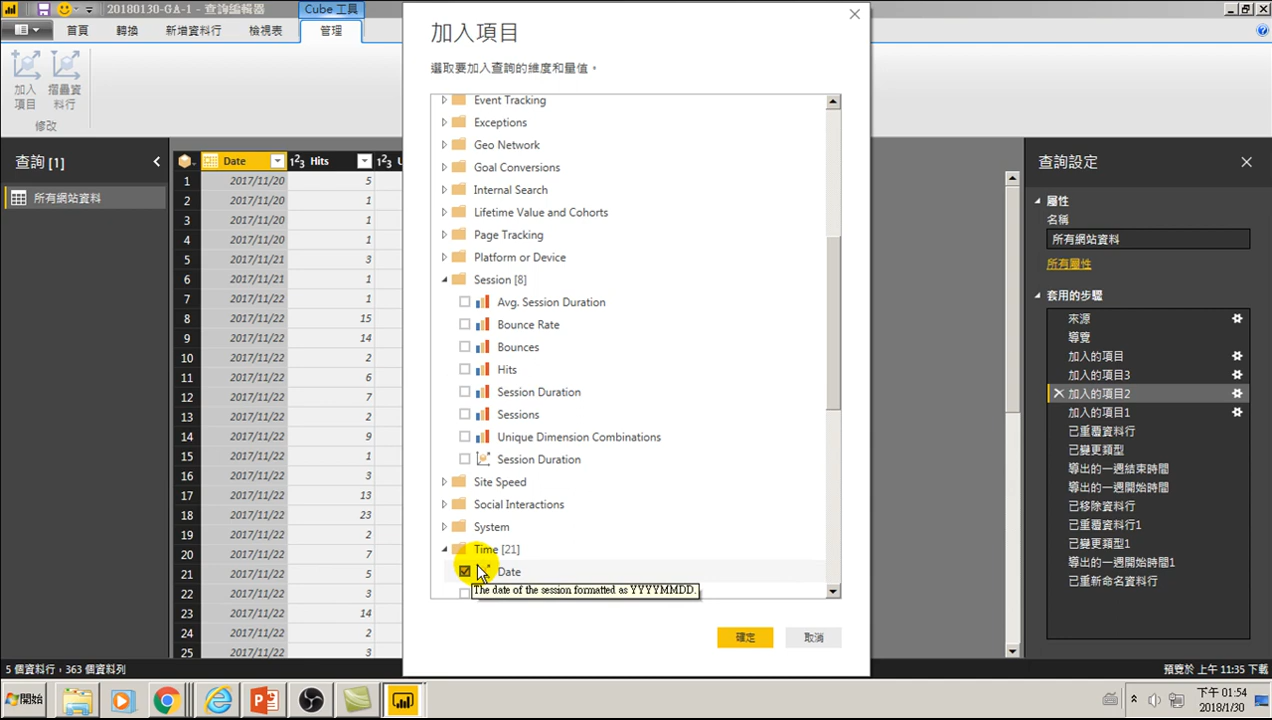 20180130-GA-1 - 查詢編輯器
Cube 工具
首頁
轉換
新增資料行
檢視表
管理
加入
項目
摺疊資
料行
修改
查詢 [1]
所有網站資料
Date
1²3 Hits
1²3 U
1 2017/11/20 5
2 2017/11/20 1
3 2017/11/20 1
4 2017/11/20 1
5 2017/11/21 3
6 2017/11/21 1
7 2017/11/22 1
8 2017/11/22 15
9 2017/11/22 14
10 2017/11/22 2
11 2017/11/22 6
12 2017/11/22 7
13 2017/11/22 2
14 2017/11/22 9
15 2017/11/22 1
16 2017/11/22 3
17 2017/11/22 13
18 2017/11/22 23
19 2017/11/22 2
20 2017/11/22 7
21 2017/11/22 5
22 2017/11/22 3
23 2017/11/22 14
24 2017/11/22 2
25 2017/11/22 3
加入項目
選取要加入查詢的維度和量值。
Event Tracking
Exceptions
Geo Network
Goal Conversions
Internal Search
Lifetime Value and Cohorts
Page Tracking
Platform or Device
Session [8]
Avg. Session Duration
Bounce Rate
Bounces
Hits
Session Duration
Sessions
Unique Dimension Combinations
Session Duration
Site Speed
Social Interactions
System
Time [21]
Date
The date of the session formatted as YYYYMMDD.
確定
取消
查詢設定
屬性
名稱
所有網站資料
所有屬性
套用的步驟
來源
導覽
加入的項目
加入的項目3
加入的項目2
加入的項目1
已重覆資料行
已變更類型
導出的一週結束時間
導出的一週開始時間
已移除資料行
已重覆資料行1
已變更類型1
導出的一週開始時間1
已重新命名資料行
5 個資料行，363 個資料列
預覽於 上午 11:35 下載
開始
下午 01:54
2018/1/30